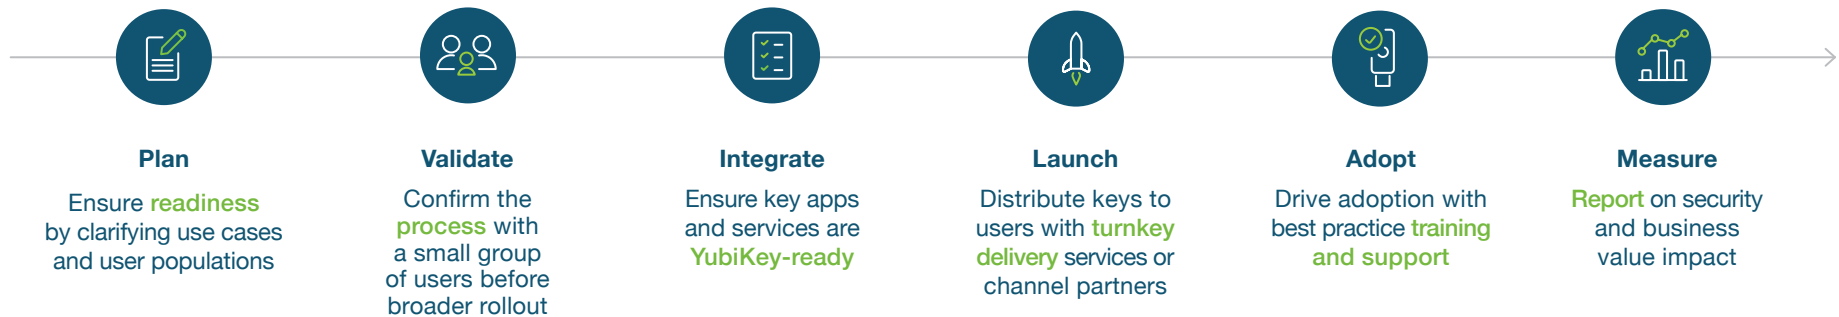 Plan
Ensure readiness
by clarifying use cases
and user populations
Validate
Confirm the
process with
a small group
of users before
broader rollout
Integrate
Ensure key apps
and services are
YubiKey-ready
Launch
Distribute keys to
users with turnkey
delivery services or
channel partners
Adopt
Drive adoption with
best practice training
and support
Measure
Report on security
and business
value impact